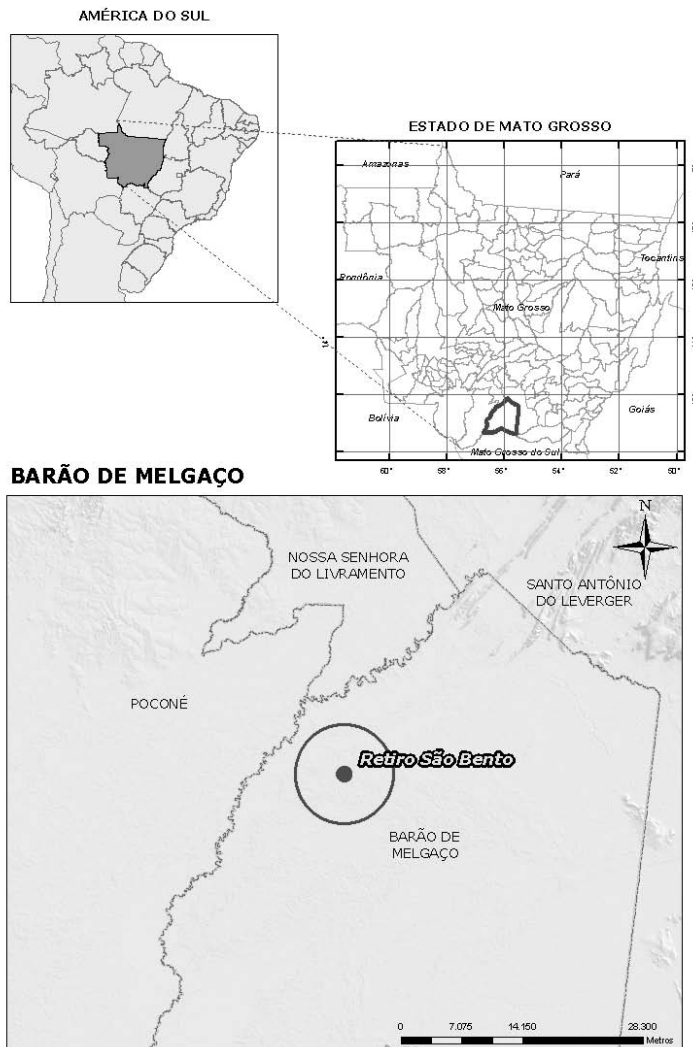 AMÉRICA DO SUL
ESTADO DE MATO GROSSO
Amazonas
Pará
Tocantins
Rondônia
Mato Grosso
14°
Bolívia
Goiás
Mato Grosso do Sul
60° 58° 56° 54° 52° 50°
BARÃO DE MELGAÇO
N
NOSSA SENHORA
DO LIVRAMENTO
SANTO ANTÔNIO
DO LEVERGER
POCONÉ
Retiro São Bento
BARÃO DE
MELGAÇO
0 7.075 14.150 28.300
Metros